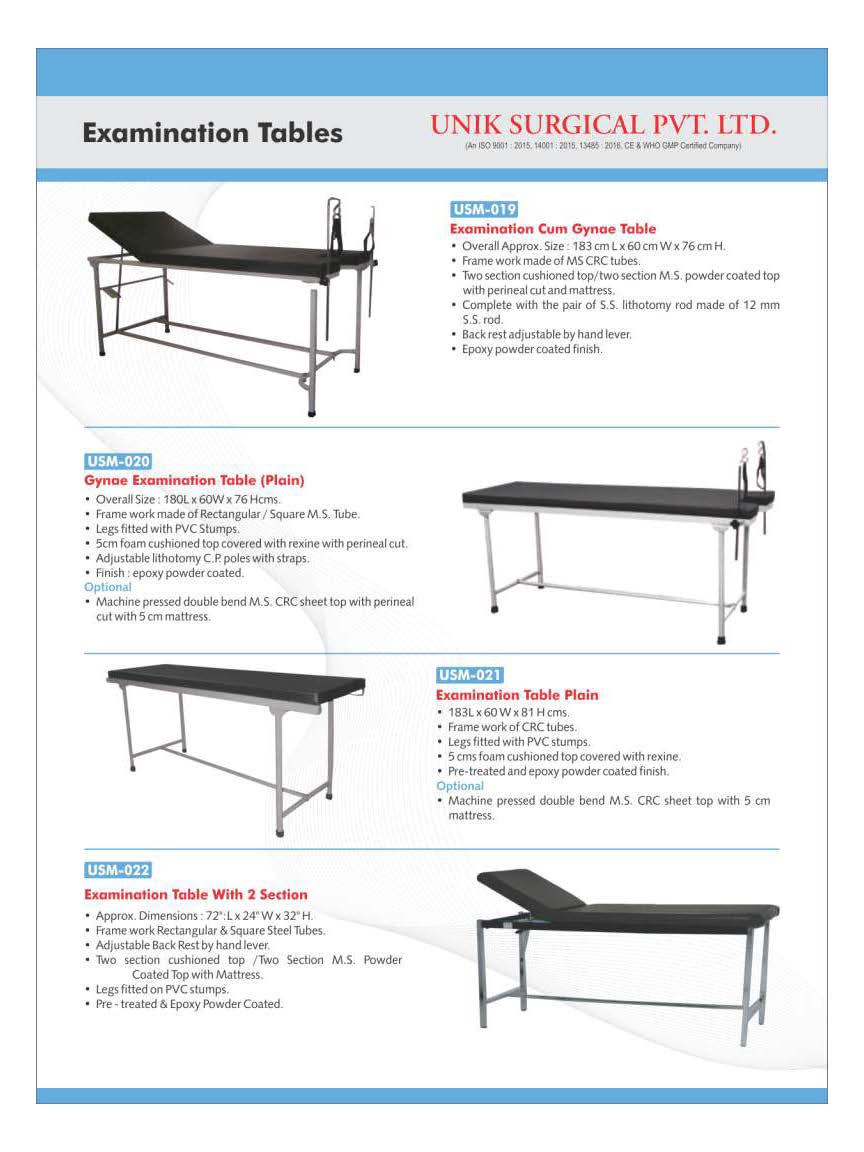 Examination Tables
UNIK SURGICAL PVT. LTD.
(An ISO 9001 : 2015, 14001 : 2015, 13485 : 2016, CE & WHO GMP Certified Company)
USM-019
Examination Cum Gynae Table
• Overall Approx. Size : 183 cm L x 60 cm W x 76 cm H.
• Frame work made of MS CRC tubes.
• Two section cushioned top/two section M.S. powder coated top
with perineal cut and mattress.
• Complete with the pair of S.S. lithotomy rod made of 12 mm
S.S. rod.
• Back rest adjustable by hand lever.
• Epoxy powder coated finish.
USM-020
Gynae Examination Table (Plain)
• Overall Size : 180L x 60W x 76 Hcms.
• Frame work made of Rectangular / Square M.S. Tube.
• Legs fitted with PVC Stumps.
• 5cm foam cushioned top covered with rexine with perineal cut.
• Adjustable lithotomy C.P. poles with straps.
• Finish : epoxy powder coated.
Optional
• Machine pressed double bend M.S. CRC sheet top with perineal
cut with 5 cm mattress.
USM-021
Examination Table Plain
• 183L x 60 W x 81 H cms.
• Frame work of CRC tubes.
• Legs fitted with PVC stumps.
• 5 cms foam cushioned top covered with rexine.
• Pre-treated and epoxy powder coated finish.
Optional
• Machine pressed double bend M.S. CRC sheet top with 5 cm
mattress.
USM-022
Examination Table With 2 Section
• Approx. Dimensions : 72":L x 24" W x 32" H.
• Frame work Rectangular & Square Steel Tubes.
• Adjustable Back Rest by hand lever.
• Two section cushioned top /Two Section M.S. Powder
Coated Top with Mattress.
• Legs fitted on PVC stumps.
• Pre - treated & Epoxy Powder Coated.